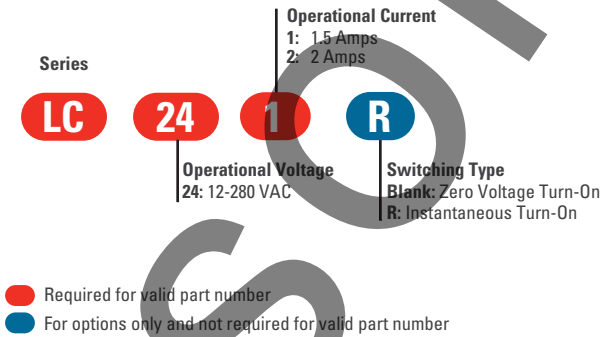 Operational Current
1: 1.5 Amps
2: 2 Amps
Series
LC 24 1 R
Operational Voltage
24: 12-280 VAC
Switching Type
Blank: Zero Voltage Turn-On
R: Instantaneous Turn-On
Required for valid part number
For options only and not required for valid part number